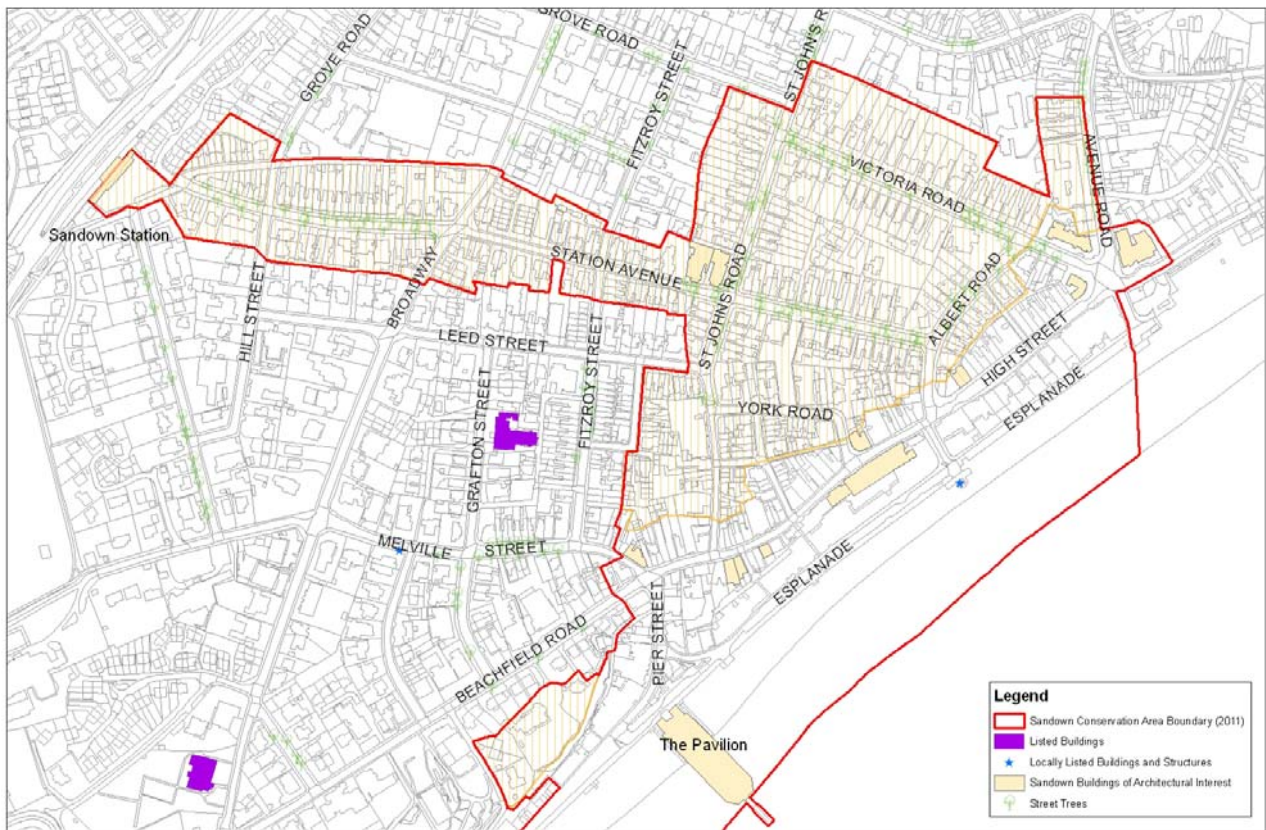 GROVE ROAD
ST JOHN'S R
GROVE ROAD
FITZROY STREET
AVENUE ROAD
VICTORIA ROAD
Sandown Station
BROADWAY
STATION AVENUE
ST JOHNS ROAD
ALBERT ROAD
HILL STREET
LEED STREET
FITZROY STREET
HIGH STREET
ESPLANADE
GRAFTON STREET
YORK ROAD
MELVILLE STREET
ESPLANADE
PIER STREET
BEACHFIELD ROAD
The Pavilion
Legend
Sandown Conservation Area Boundary (2011)
Listed Buildings
Locally Listed Buildings and Structures
Sandown Buildings of Architectural Interest
Street Trees